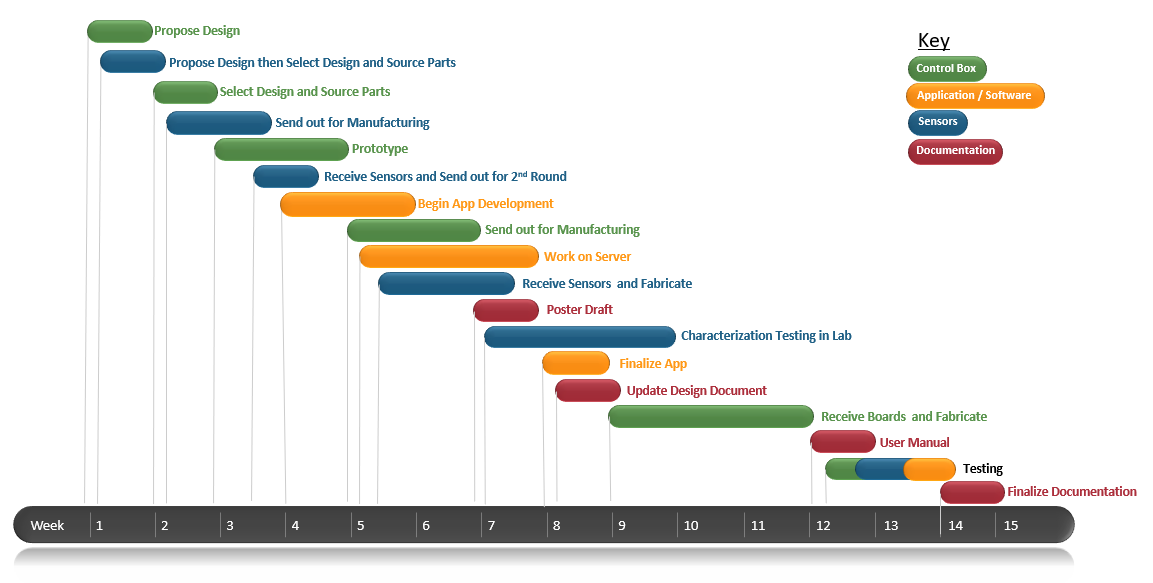 Propose Design
Key
Propose Design then Select Design and Source Parts
Control Box
Select Design and Source Parts
Application / Software
Send out for Manufacturing
Sensors
Prototype
Documentation
Receive Sensors and Send out for 2nd Round
Begin App Development
Send out for Manufacturing
Work on Server
Receive Sensors and Fabricate
Poster Draft
Characterization Testing in Lab
Finalize App
Update Design Document
Receive Boards and Fabricate
User Manual
Testing
Finalize Documentation
Week 1 2 3 4 5 6 7 8 9 10 11 12 13 14 15